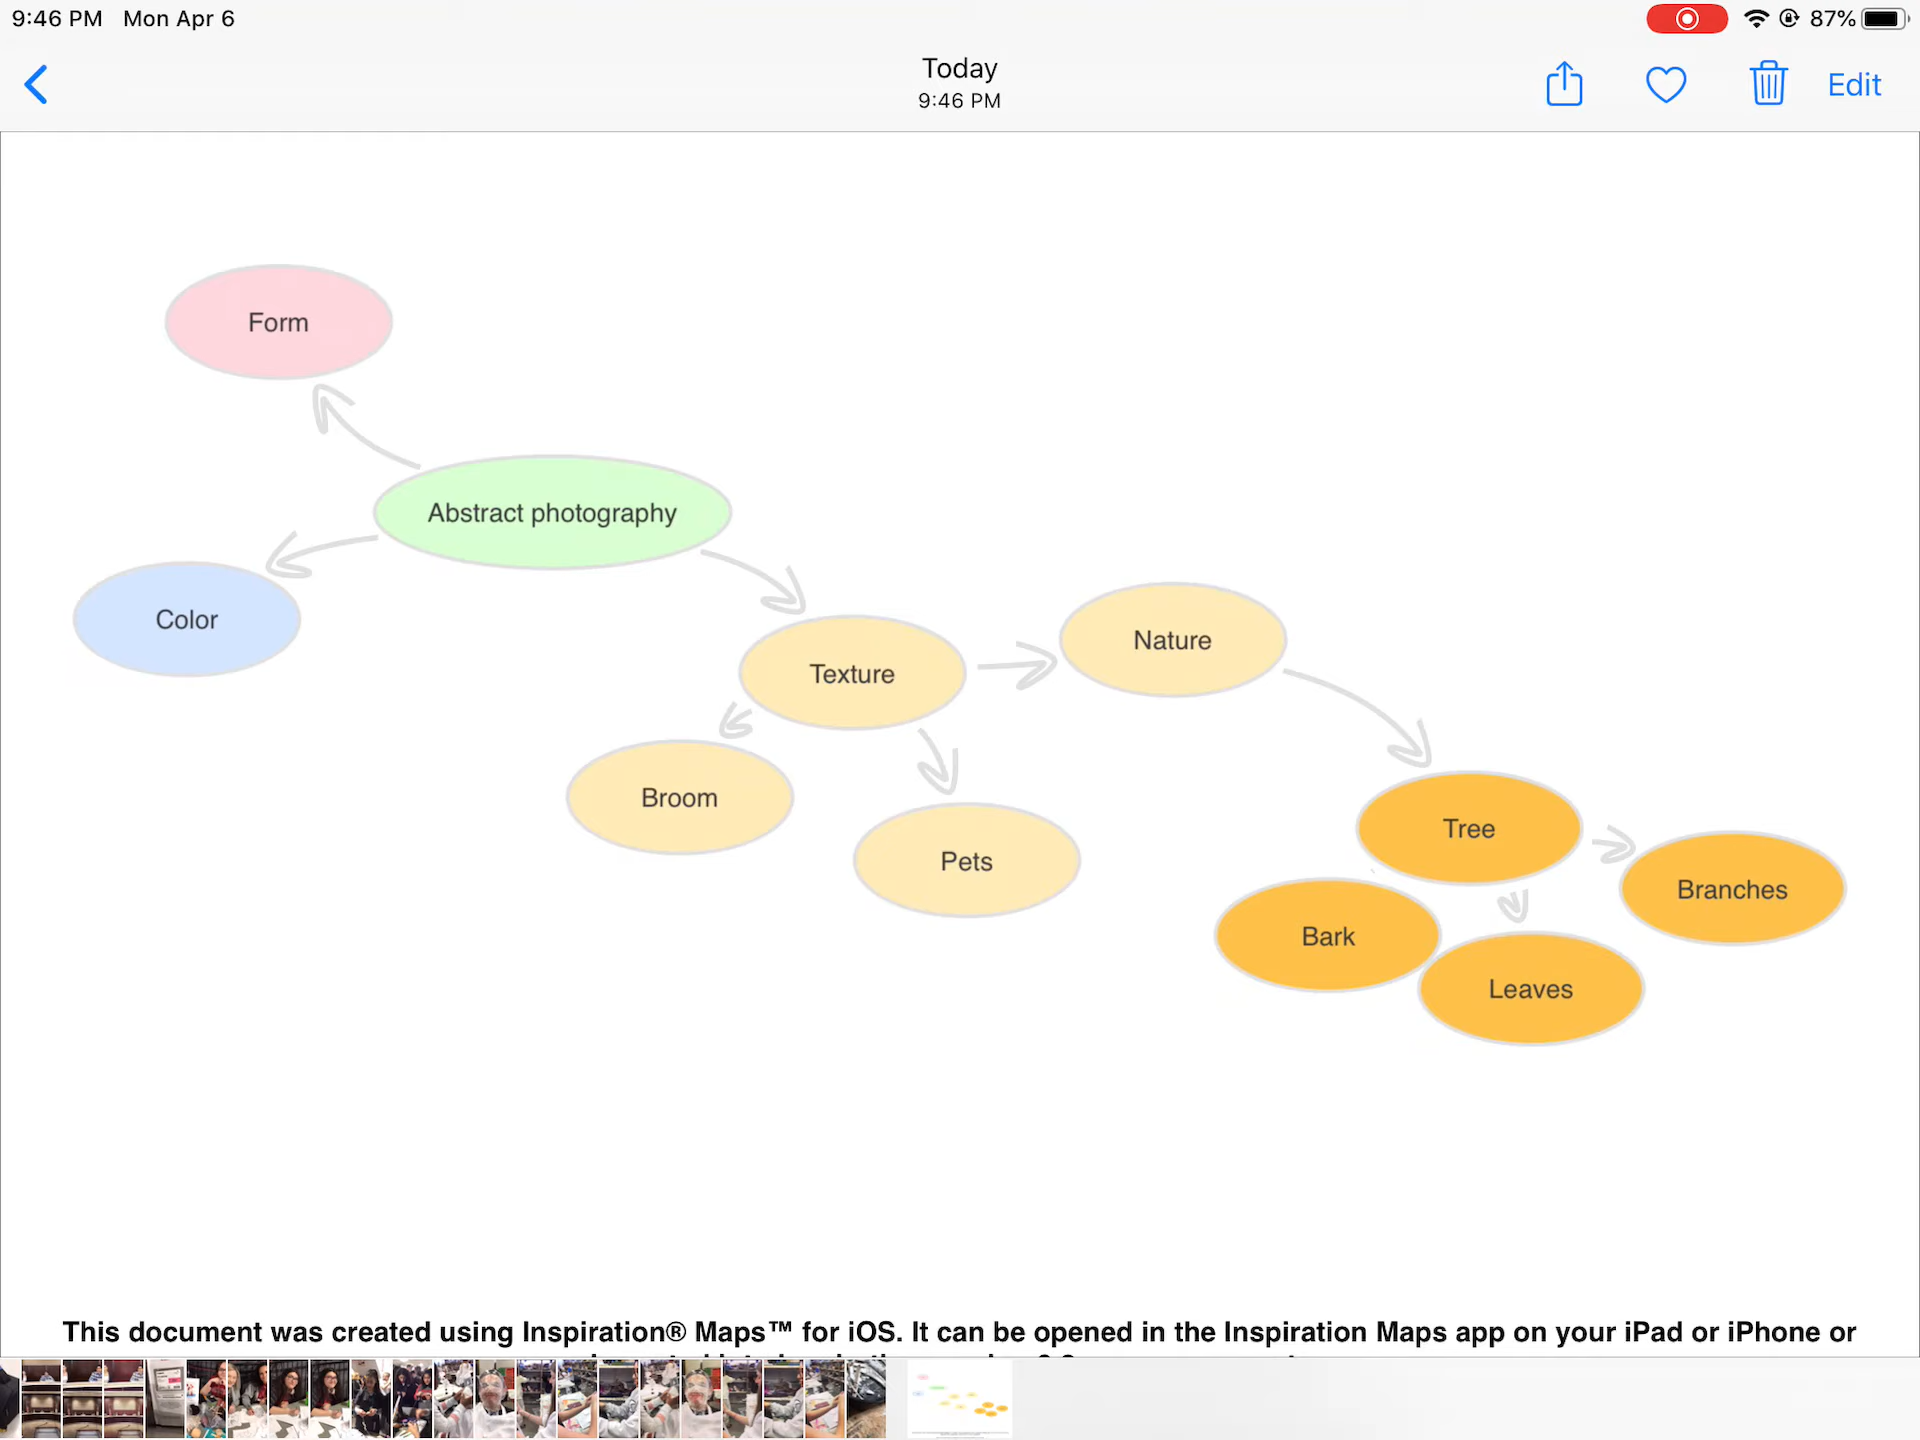 9:46 PM Mon Apr 6
87%
Today
9:46 PM
Edit
Form
Abstract photography
Color
Nature
Texture
Broom
Pets
Tree
Branches
Bark
Leaves
This document was created using Inspiration® Maps™ for iOS. It can be opened in the Inspiration Maps app on your iPad or iPhone or